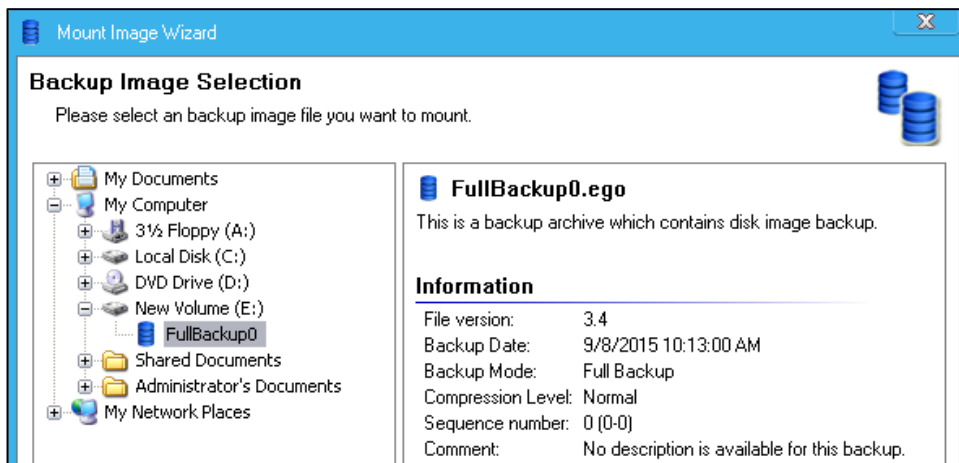 Mount Image Wizard
Backup Image Selection
Please select an backup image file you want to mount.
My Documents
My Computer
3½ Floppy (A:)
Local Disk (C:)
DVD Drive (D:)
New Volume (E:)
FullBackup0
Shared Documents
Administrator's Documents
My Network Places
FullBackup0.ego
This is a backup archive which contains disk image backup.
Information
File version: 3.4
Backup Date: 9/8/2015 10:13:00 AM
Backup Mode: Full Backup
Compression Level: Normal
Sequence number: 0 (0-0)
Comment: No description is available for this backup.